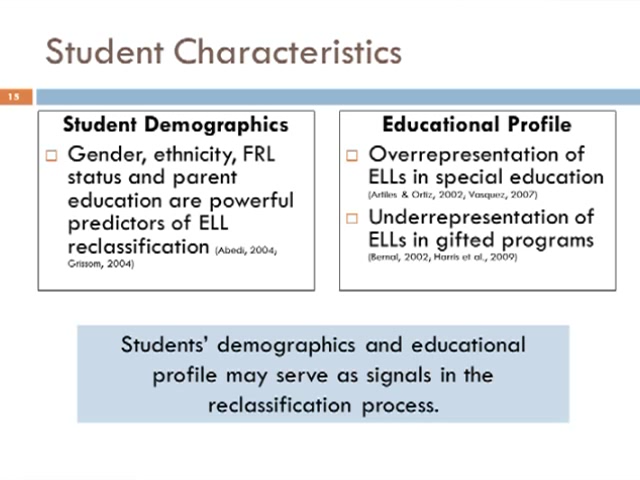 Student Characteristics
15
Student Demographics
Gender, ethnicity, FRL
status and parent
education are powerful
predictors of ELL
reclassification (Abedi, 2004;
Grissom, 2004)
Educational Profile
Overrepresentation of
ELLs in special education
(Artiles & Ortiz, 2002, Vasquez, 2007)
Underrepresentation of
ELLs in gifted programs
(Bernal, 2002, Harris et al., 2009)
Students' demographics and educational
profile may serve as signals in the
reclassification process.